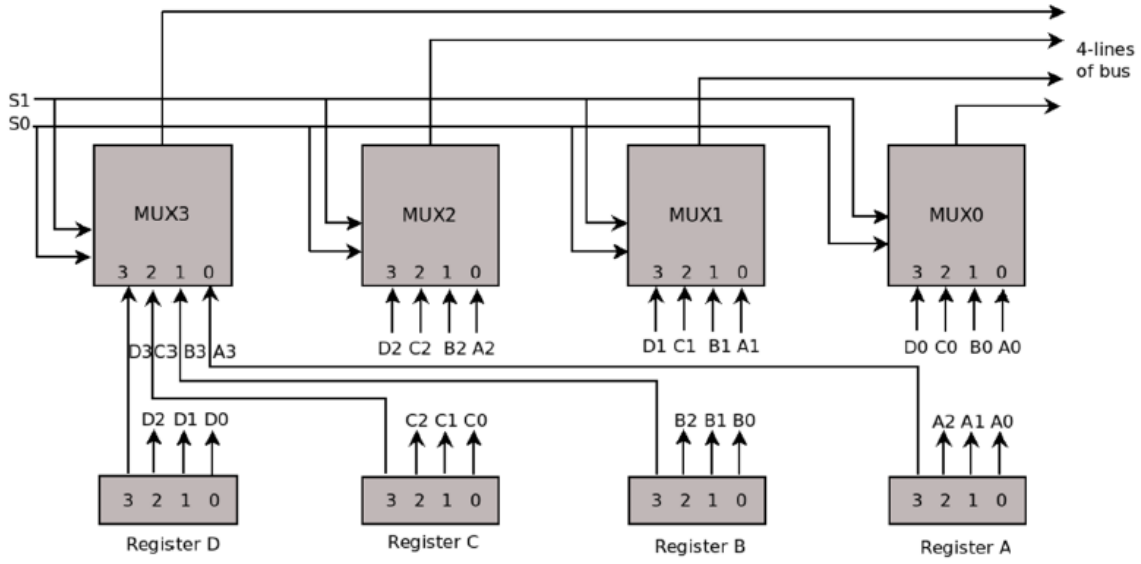 4-lines
of bus
S1
S0
MUX3 MUX2 MUX1 MUX0
3 2 1 0 3 2 1 0 3 2 1 0 3 2 1 0
D2 C2 B2 A2 D1 C1 B1 A1 D0 C0 B0 A0
D3 C3 B3 A3
D2 D1 D0 C2 C1 C0 B2 B1 B0 A2 A1 A0
3 2 1 0 3 2 1 0 3 2 1 0 3 2 1 0
Register D Register C Register B Register A